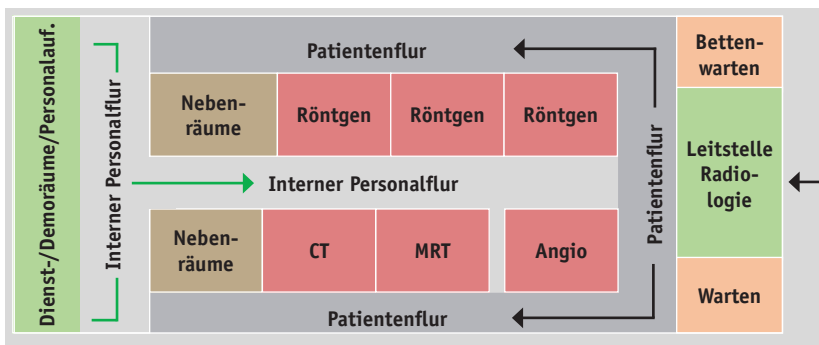 Dienst-/Demoräume/Personalauf.
Interner Personalflur
Patientenflur
Neben-
räume
Röntgen
Röntgen
Röntgen
Interner Personalflur
Neben-
räume
CT
MRT
Angio
Patientenflur
Patientenflur
Betten-
warten
Leitstelle
Radio-
logie
Warten